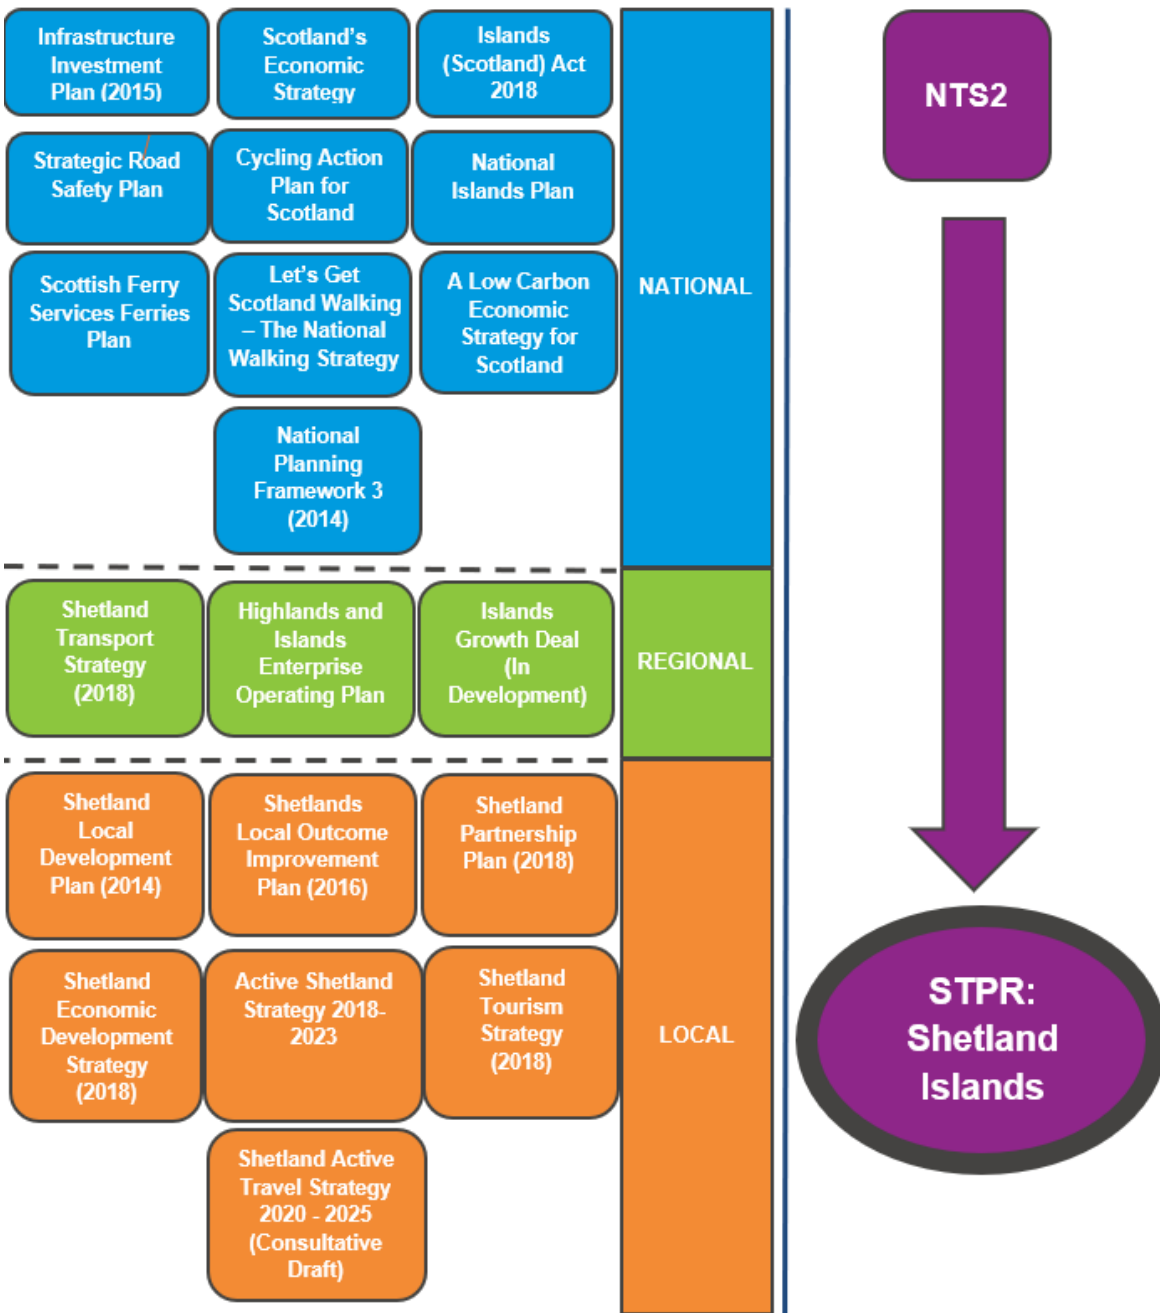 Infrastructure
Investment
Plan (2015)
Scotland's
Economic
Strategy
Islands
(Scotland) Act
2018
Strategic Road
Safety Plan
Cycling Action
Plan for
Scotland
National
Islands Plan
Scottish Ferry
Services Ferries
Plan
Let's Get
Scotland Walking
– The National
Walking Strategy
A Low Carbon
Economic
Strategy for
Scotland
National
Planning
Framework 3
(2014)
NATIONAL
Shetland
Transport
Strategy
(2018)
Highlands and
Islands
Enterprise
Operating Plan
Islands
Growth Deal
(In
Development)
REGIONAL
Shetland
Local
Development
Plan (2014)
Shetlands
Local Outcome
Improvement
Plan (2016)
Shetland
Partnership
Plan (2018)
Shetland
Economic
Development
Strategy
(2018)
Active Shetland
Strategy 2018-
2023
Shetland
Tourism
Strategy
(2018)
Shetland Active
Travel Strategy
2020 - 2025
(Consultative
Draft)
LOCAL
NTS2
STPR:
Shetland
Islands